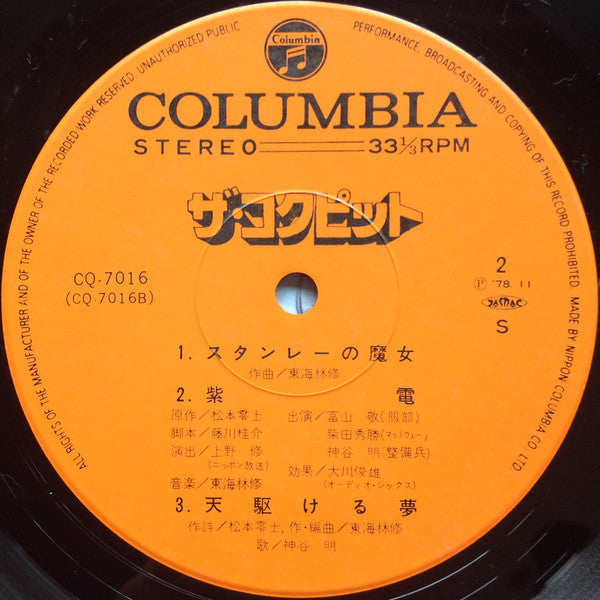 Columbia
COLUMBIA
STEREO 33⅓RPM
ザ・コクピット
CQ-7016
(CQ-7016B)
2
Ⓟ '78.11
JASRAC
S
1. スタンレーの魔女
作曲/東海林修
2. 紫電
原作/松本零士 出演/富山 敬(服部)
脚本/藤川桂介 柴田秀勝(マッドウェー)
演出/上野 修 神谷 明(整備兵)
(ニッポン放送) 効果/大川俊雄
音楽/東海林修 (オーディオ・シックス)
3. 天駆ける夢
作詩/松本零士、作・編曲/東海林修
歌/神谷 明
ALL RIGHTS OF THE MANUFACTURER AND OF THE OWNER OF THE RECORDED WORK RESERVED. UNAUTHORIZED PUBLIC PERFORMANCE, BROADCASTING AND COPYING OF THIS RECORD PROHIBITED. MADE BY NIPPON COLUMBIA CO. LTD